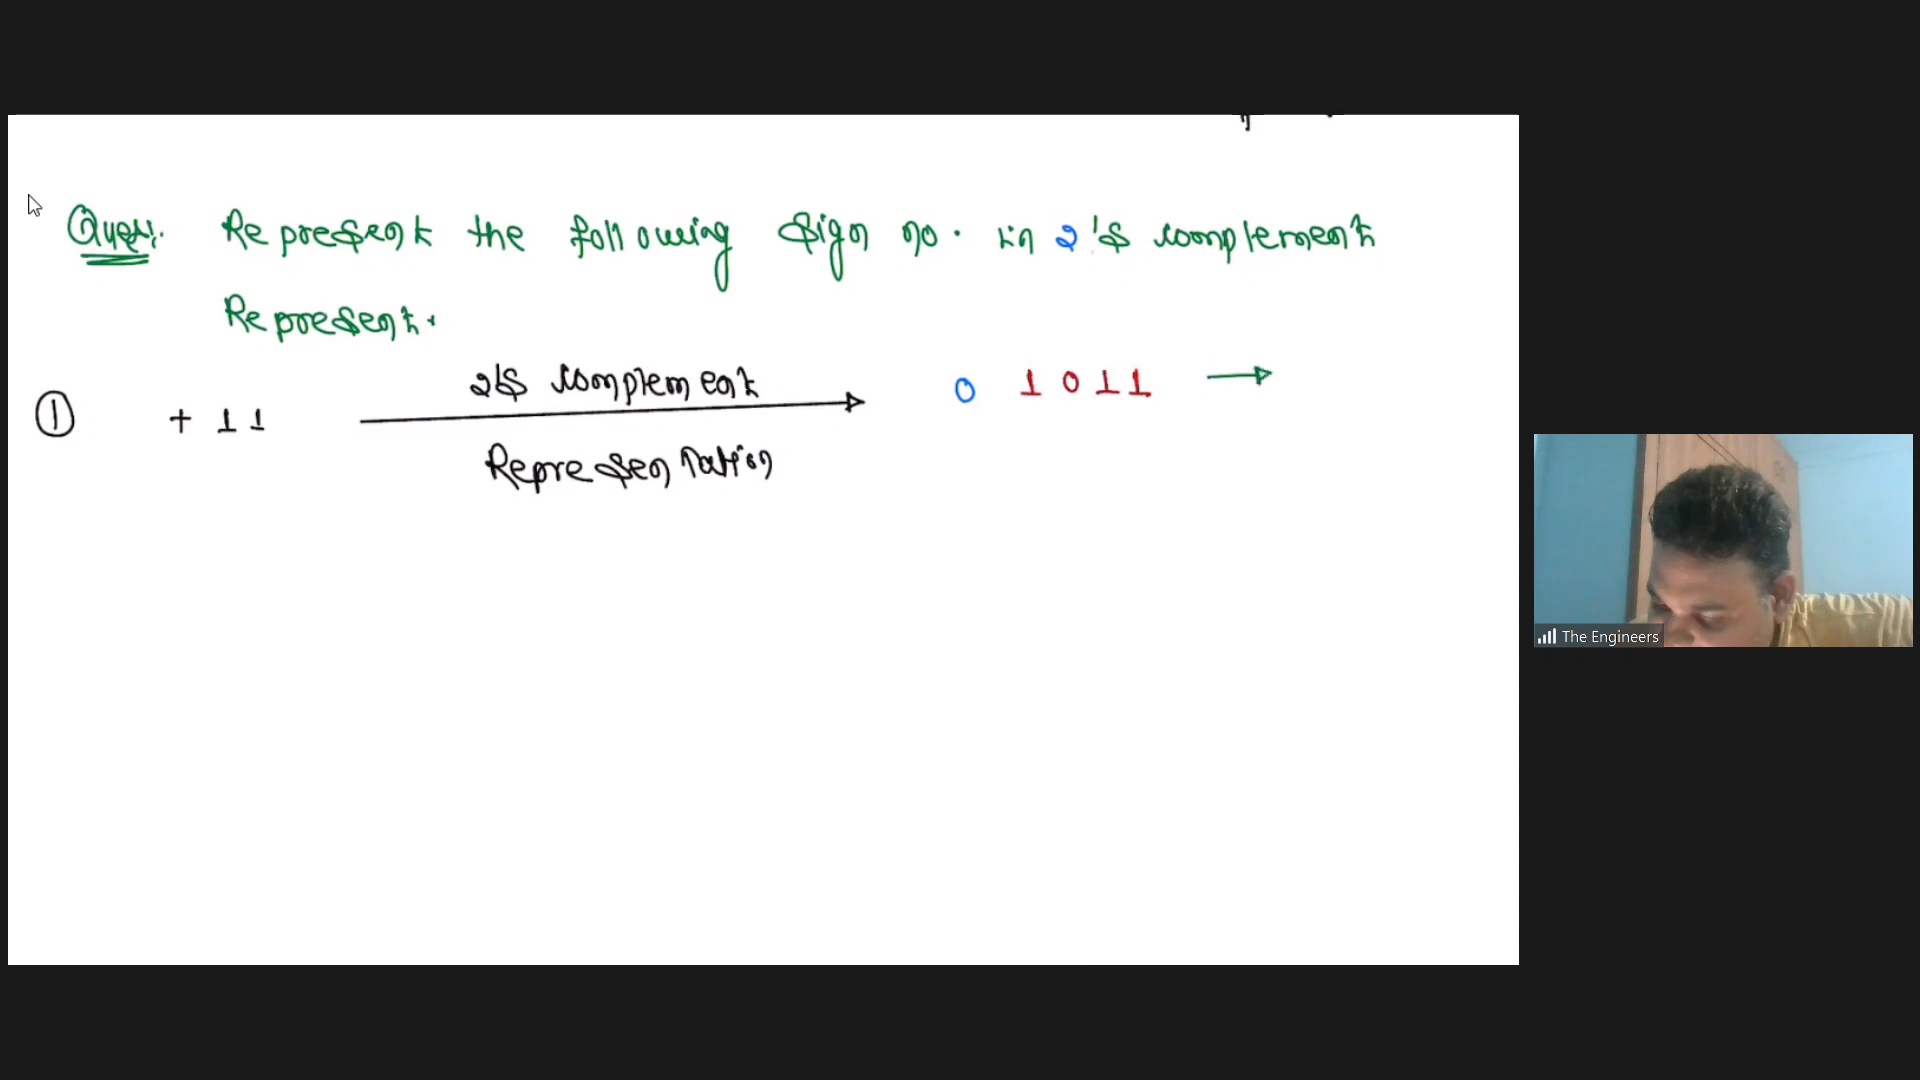 Ques:. Represent the following Sign no. in 2's complement
Represent.
① + 11 2's complement 0 1011 →
Representation
The Engineers